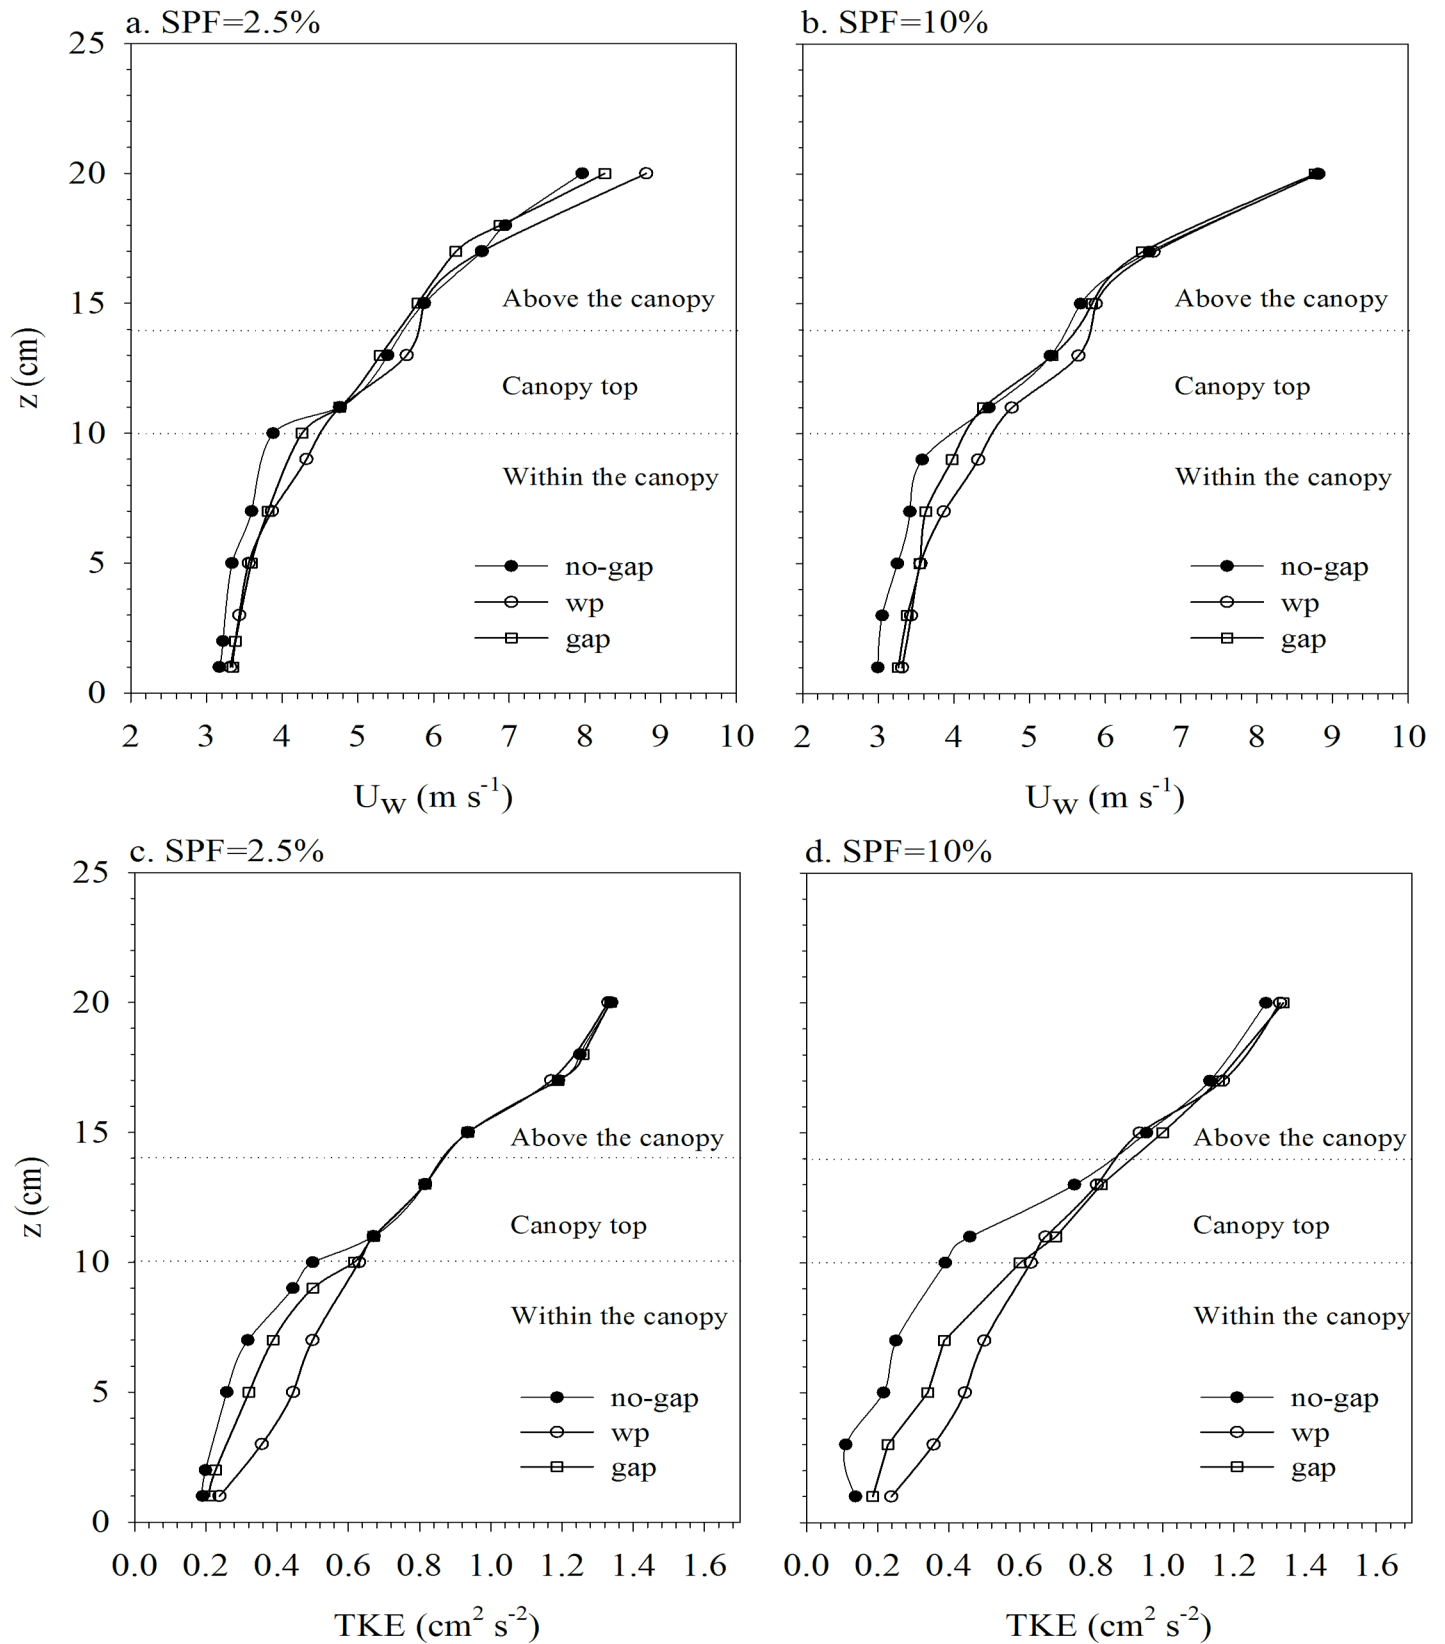 a. SPF=2.5%
b. SPF=10%
25
20
15
10
5
0
z (cm)
Above the canopy
Canopy top
Within the canopy
no-gap
wp
gap
2 3 4 5 6 7 8 9 10
UW (m s-1)
Above the canopy
Canopy top
Within the canopy
no-gap
wp
gap
2 3 4 5 6 7 8 9 10
UW (m s-1)
c. SPF=2.5%
d. SPF=10%
25
20
15
10
5
0
z (cm)
Above the canopy
Canopy top
Within the canopy
no-gap
wp
gap
0.0 0.2 0.4 0.6 0.8 1.0 1.2 1.4 1.6
TKE (cm2 s-2)
Above the canopy
Canopy top
Within the canopy
no-gap
wp
gap
0.0 0.2 0.4 0.6 0.8 1.0 1.2 1.4 1.6
TKE (cm2 s-2)